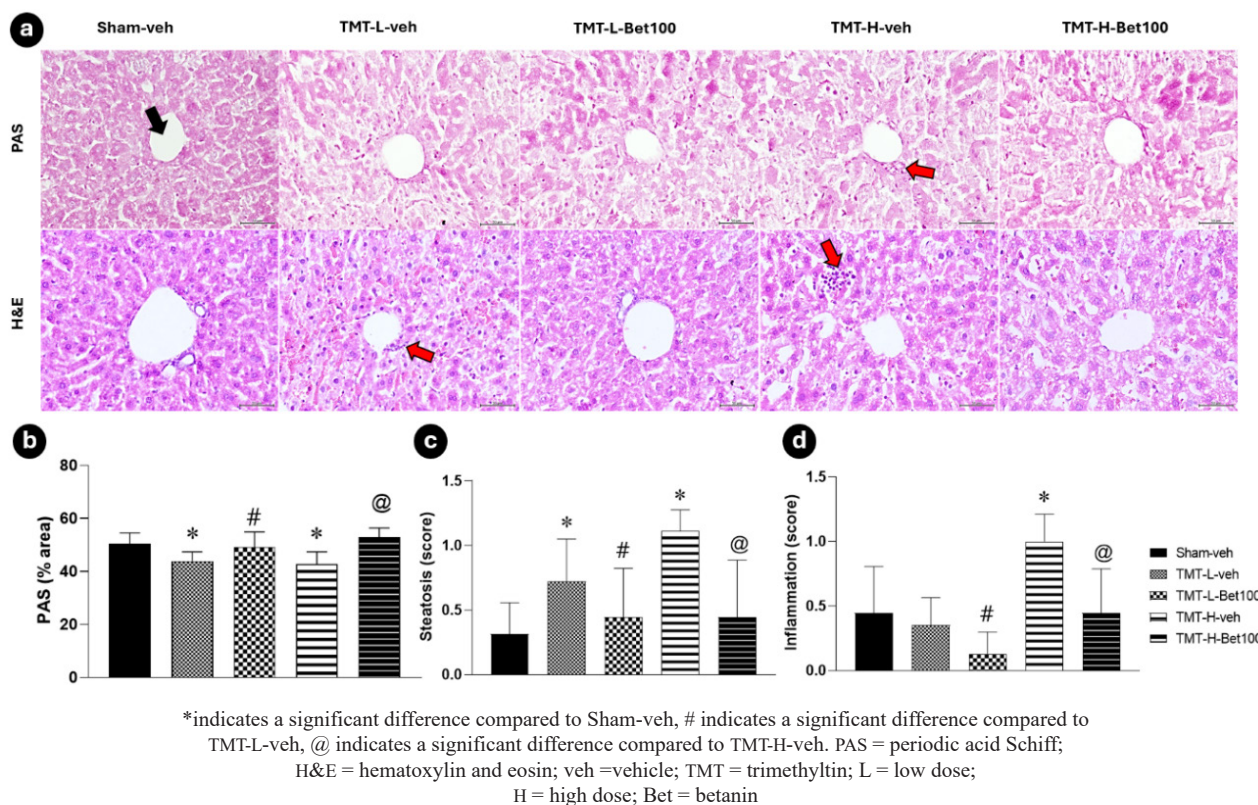 a
Sham-veh
TMT-L-veh
TMT-L-Bet100
TMT-H-veh
TMT-H-Bet100
PAS
H&E
b
PAS (% area)
80
60
40
20
0
*
#
*
@
c
Steatosis (score)
1.5
1.0
0.5
0.0
*
#
*
@
d
Inflammation (score)
1.5
1.0
0.5
0.0
#
*
@
Sham-veh
TMT-L-veh
TMT-L-Bet100
TMT-H-veh
TMT-H-Bet100
*indicates a significant difference compared to Sham-veh, # indicates a significant difference compared to
TMT-L-veh, @ indicates a significant difference compared to TMT-H-veh. PAS = periodic acid Schiff;
H&E = hematoxylin and eosin; veh =vehicle; TMT = trimethyltin; L = low dose;
H = high dose; Bet = betanin